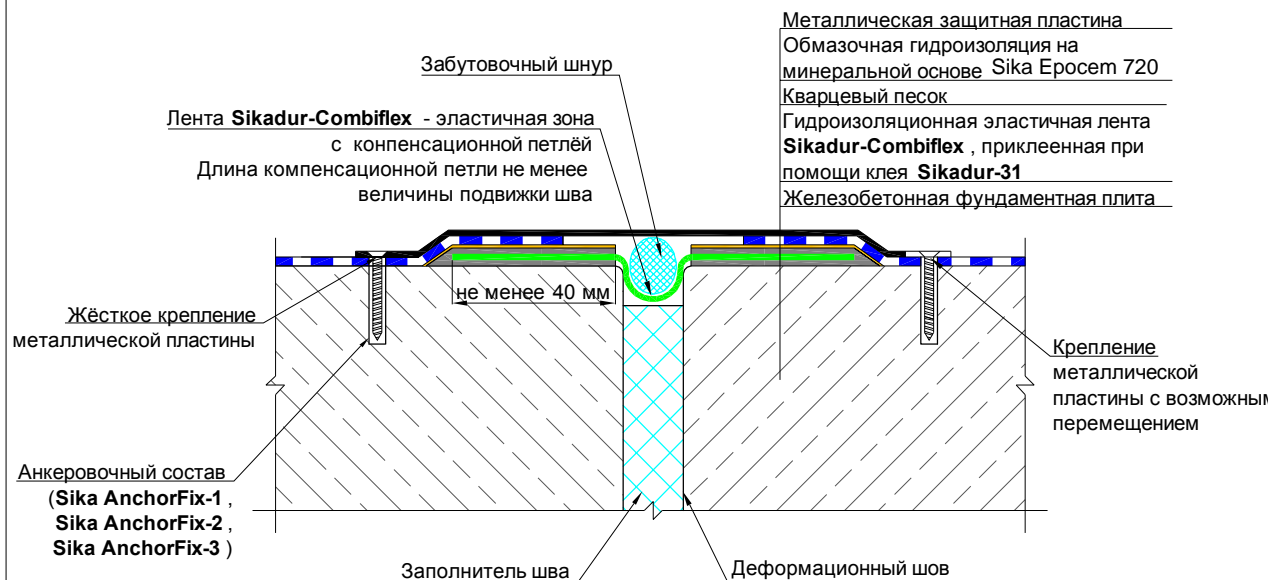 Металлическая защитная пластина
Обмазочная гидроизоляция на
минеральной основе Sika Epocem 720
Кварцевый песок
Гидроизоляционная эластичная лента
Sikadur-Combiflex , приклеенная при
помощи клея Sikadur-31
Железобетонная фундаментная плита
Забутовочный шнур
Лента Sikadur-Combiflex - эластичная зона
с конпенсационной петлёй
Длина компенсационной петли не менее
величины подвижки шва
не менее 40 мм
Жёсткое крепление
металлической пластины
Крепление
металлической
пластины с возможным
перемещением
Анкеровочный состав
(Sika AnchorFix-1 ,
Sika AnchorFix-2 ,
Sika AnchorFix-3 )
Заполнитель шва
Деформационный шов